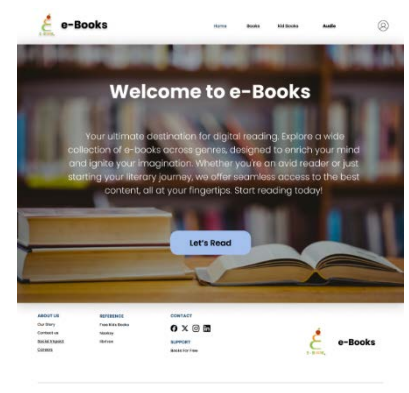 e-Books
Home Books Kid Books Audio
Welcome to e-Books
Your ultimate destination for digital reading. Explore a wide
collection of e-books across genres, designed to enrich your mind
and ignite your imagination. Whether you're an avid reader or just
starting your literary journey, we offer seamless access to the best
content, all at your fingertips. Start reading today!
Let's Read
ABOUT US
Our Story
Contact us
Social Impact
Careers
REFERENCE
Free Kids Books
CONTACT
SUPPORT
Books For Free
e-Books